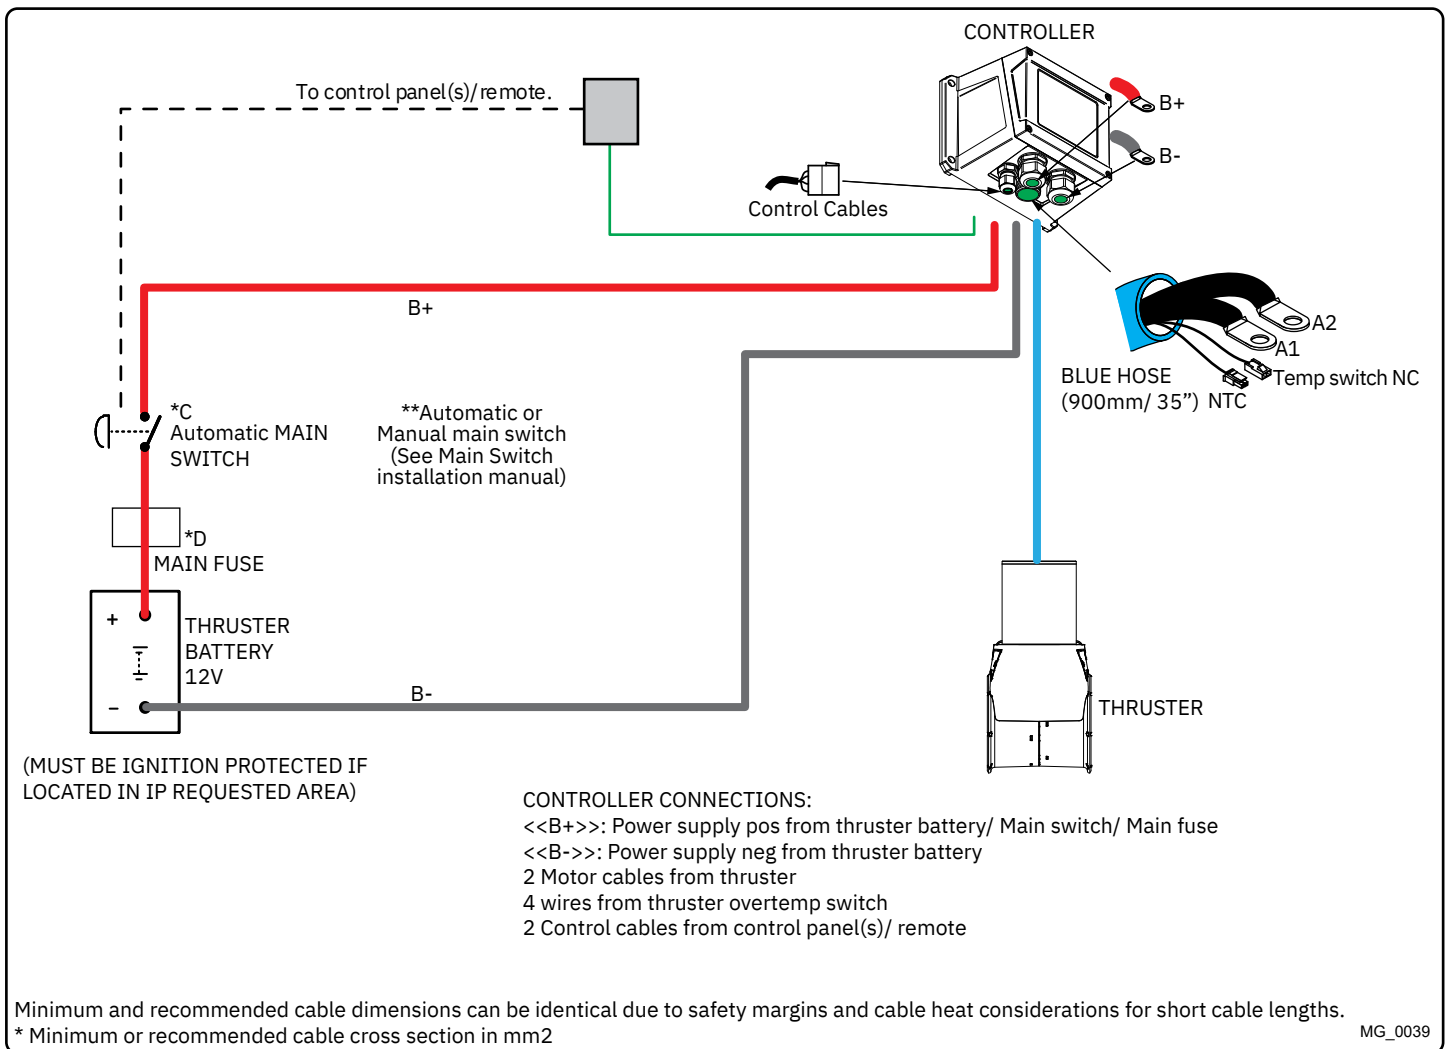 CONTROLLER
To control panel(s)/remote.
B+
B-
Control Cables
B+
A2
A1
Temp switch NC
BLUE HOSE
(900mm/ 35”) NTC
*C
Automatic MAIN
SWITCH
**Automatic or
Manual main switch
(See Main Switch
installation manual)
*D
MAIN FUSE
+
-
THRUSTER
BATTERY
12V
B-
THRUSTER
(MUST BE IGNITION PROTECTED IF
LOCATED IN IP REQUESTED AREA)
CONTROLLER CONNECTIONS:
<<B+>>: Power supply pos from thruster battery/ Main switch/ Main fuse
<<B->>: Power supply neg from thruster battery
2 Motor cables from thruster
4 wires from thruster overtemp switch
2 Control cables from control panel(s)/ remote
Minimum and recommended cable dimensions can be identical due to safety margins and cable heat considerations for short cable lengths.
* Minimum or recommended cable cross section in mm2
MG_0039